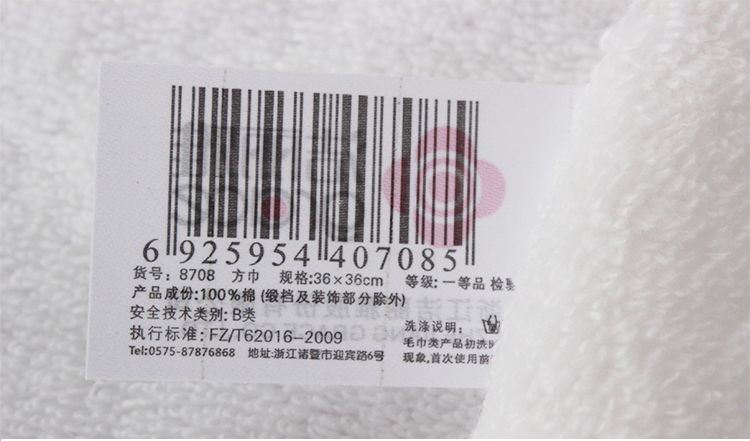 6 925954 407085
货号: 8708 方巾 规格:36×36cm 等级: 一等品 检验
产品成份:100%棉 (缎档及装饰部分除外)
安全技术类别: B类
执行标准: FZ/T62016-2009
Tel:0575-87876868 地址:浙江诸暨市迎宾路6号
洗涤说明:
毛巾类产品初洗时
现象,首次使用前